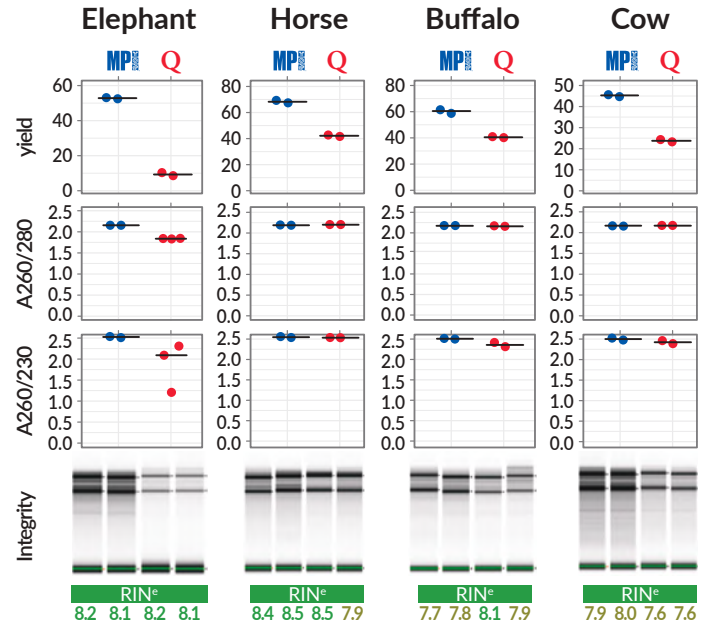 Elephant Horse Buffalo Cow
MP Q MP Q MP Q MP Q
yield
60 80 80 50
40 60 60 40
20 40 40 30
0 20 20 20
0 0 10
0
A260/280
2.5 2.5 2.5 2.5
2.0 2.0 2.0 2.0
1.5 1.5 1.5 1.5
1.0 1.0 1.0 1.0
0.5 0.5 0.5 0.5
0.0 0.0 0.0 0.0
A260/230
2.5 2.5 2.5 2.5
2.0 2.0 2.0 2.0
1.5 1.5 1.5 1.5
1.0 1.0 1.0 1.0
0.5 0.5 0.5 0.5
0.0 0.0 0.0 0.0
Integrity
RINe RINe RINe RINe
8.2 8.1 8.2 8.1 8.4 8.5 8.5 7.9 7.7 7.8 8.1 7.9 7.9 8.0 7.6 7.6